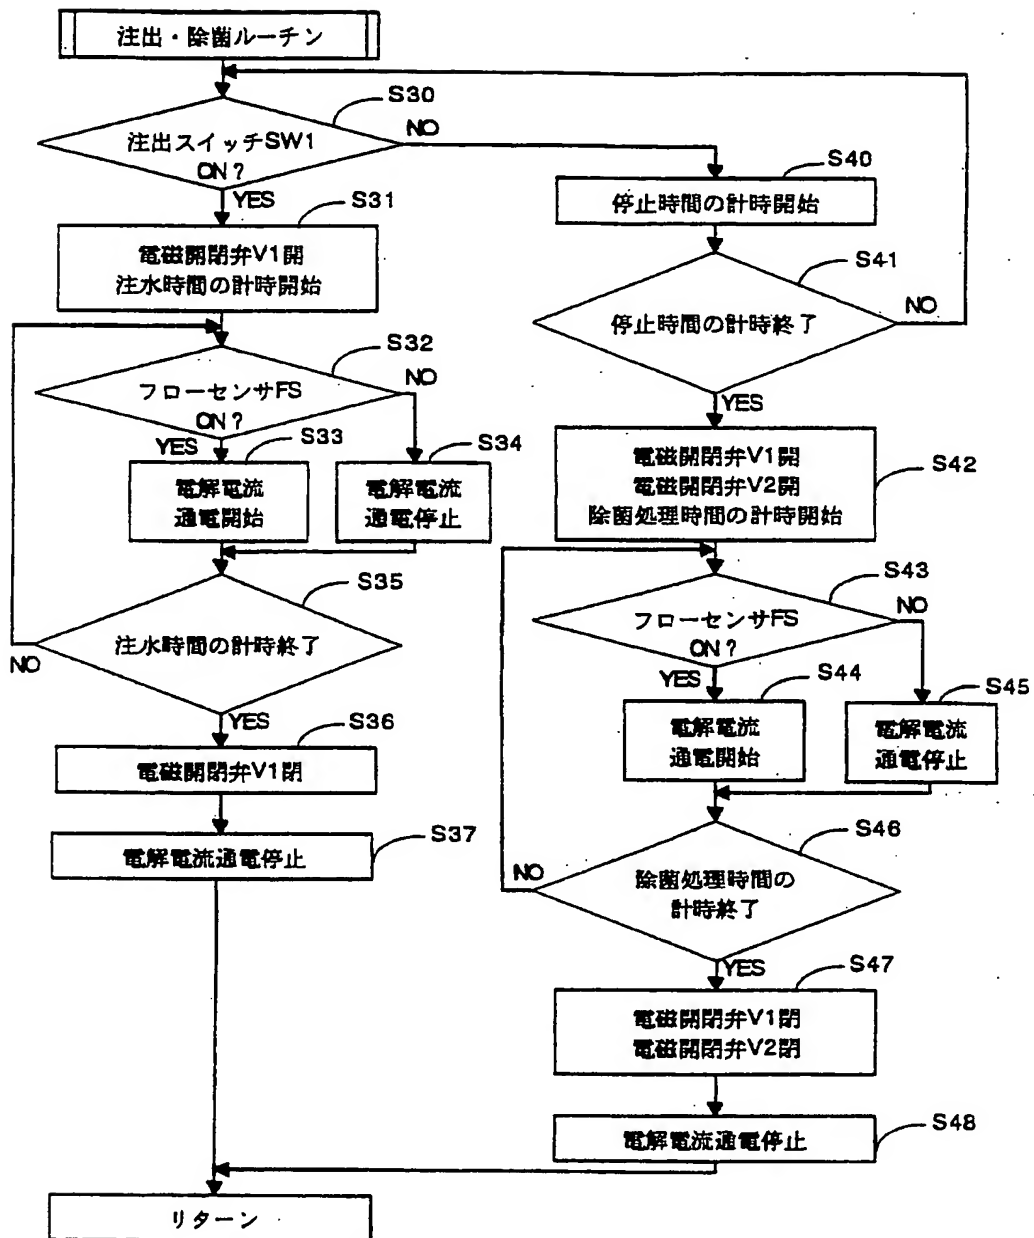 注出・除菌ルーチン
S30
注出スイッチSW1
ON?
NO
YES
S31
電磁開閉弁V1開
注水時間の計時開始
S32
フローセンサFS
ON?
NO
YES
S33
電解電流
通電開始
S34
電解電流
通電停止
S35
注水時間の計時終了
NO
YES
S36
電磁開閉弁V1閉
S37
電解電流通電停止
S40
停止時間の計時開始
S41
停止時間の計時終了
NO
YES
S42
電磁開閉弁V1開
電磁開閉弁V2開
除菌処理時間の計時開始
S43
フローセンサFS
ON?
NO
YES
S44
電解電流
通電開始
S45
電解電流
通電停止
S46
除菌処理時間の
計時終了
NO
YES
S47
電磁開閉弁V1閉
電磁開閉弁V2閉
S48
電解電流通電停止
リターン